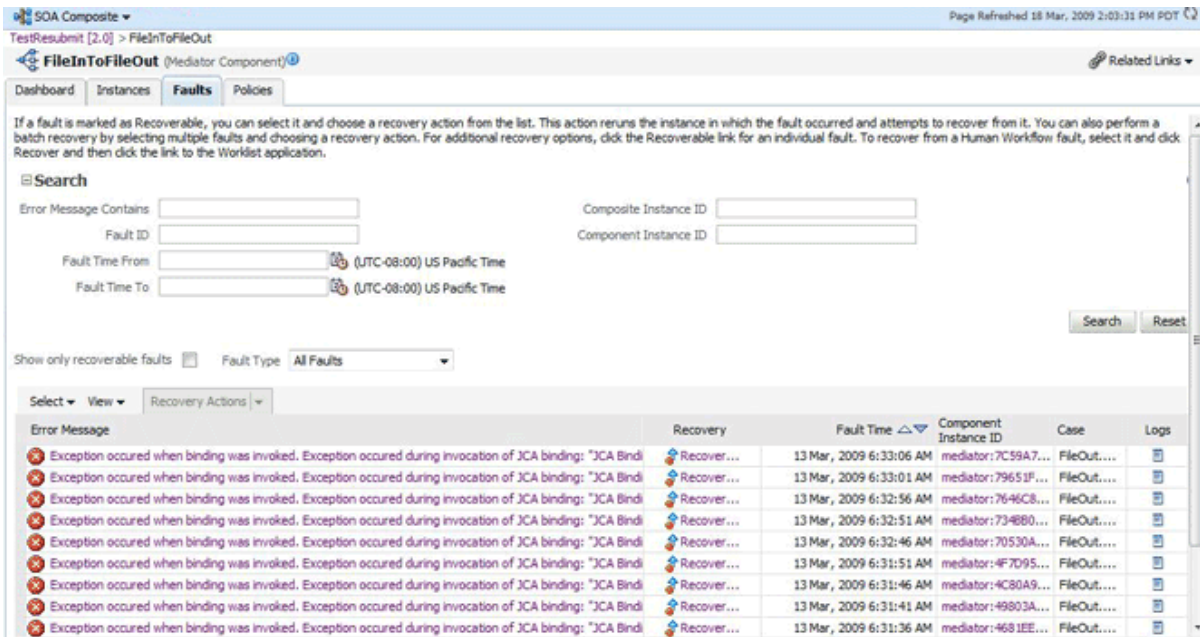 SOA Composite
Page Refreshed 18 Mar, 2009 2:03:31 PM PDT
TestResubmit [2.0] > FileInToFileOut
FileInToFileOut (Mediator Component)
Related Links
Dashboard Instances Faults Policies
If a fault is marked as Recoverable, you can select it and choose a recovery action from the list. This action reruns the instance in which the fault occurred and attempts to recover from it. You can also perform a
batch recovery by selecting multiple faults and choosing a recovery action. For additional recovery options, click the Recoverable link for an individual fault. To recover from a Human Workflow fault, select it and click
Recover and then click the link to the Worklist application.
Search
Error Message Contains Composite Instance ID
Fault ID Component Instance ID
Fault Time From (UTC-08:00) US Pacific Time
Fault Time To (UTC-08:00) US Pacific Time
Search Reset
Show only recoverable faults Fault Type All Faults
Select View Recovery Actions
Error Message Recovery Fault Time Component Instance ID Case Logs
Exception occured when binding was invoked. Exception occured during invocation of JCA binding: "JCA Bindi Recover... 13 Mar, 2009 6:33:06 AM mediator:7C59A7... FileOut....
Exception occured when binding was invoked. Exception occured during invocation of JCA binding: "JCA Bindi Recover... 13 Mar, 2009 6:33:01 AM mediator:79651F... FileOut....
Exception occured when binding was invoked. Exception occured during invocation of JCA binding: "JCA Bindi Recover... 13 Mar, 2009 6:32:56 AM mediator:7646C8... FileOut....
Exception occured when binding was invoked. Exception occured during invocation of JCA binding: "JCA Bindi Recover... 13 Mar, 2009 6:32:51 AM mediator:734BB0... FileOut....
Exception occured when binding was invoked. Exception occured during invocation of JCA binding: "JCA Bindi Recover... 13 Mar, 2009 6:32:46 AM mediator:70530A... FileOut....
Exception occured when binding was invoked. Exception occured during invocation of JCA binding: "JCA Bindi Recover... 13 Mar, 2009 6:31:51 AM mediator:4F7D95... FileOut....
Exception occured when binding was invoked. Exception occured during invocation of JCA binding: "JCA Bindi Recover... 13 Mar, 2009 6:31:46 AM mediator:4C80A9... FileOut....
Exception occured when binding was invoked. Exception occured during invocation of JCA binding: "JCA Bindi Recover... 13 Mar, 2009 6:31:41 AM mediator:49803A... FileOut....
Exception occured when binding was invoked. Exception occured during invocation of JCA binding: "JCA Bindi Recover... 13 Mar, 2009 6:31:36 AM mediator:4681EE... FileOut....